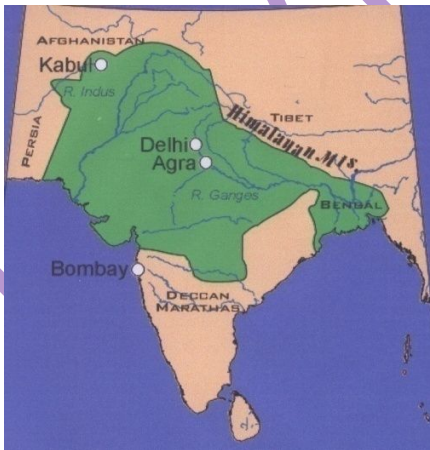 AFGHANISTAN
Kabul
R. Indus
PERSIA
Himalayan Mts
TIBET
Delhi
Agra
R. Ganges
BENGAL
Bombay
DECCAN
MARATHAS